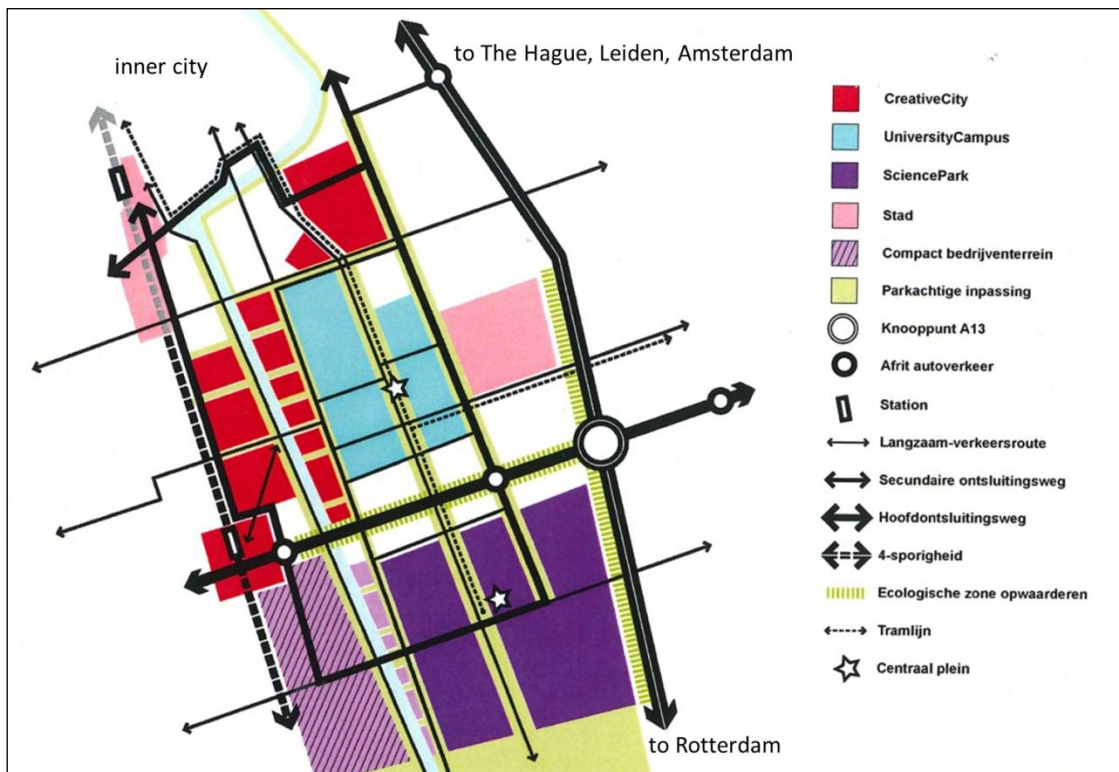 inner city
to The Hague, Leiden, Amsterdam
CreativeCity
UniversityCampus
SciencePark
Stad
Compact bedrijventerrein
Parkachtige inpassing
Knooppunt A13
Afrit autoverkeer
Station
Langzaam-verkeersroute
Secundaire ontsluitingsweg
Hoofdontsluitingsweg
4-sporigheid
Ecologische zone opwaarderen
Tramlijn
Centraal plein
to Rotterdam